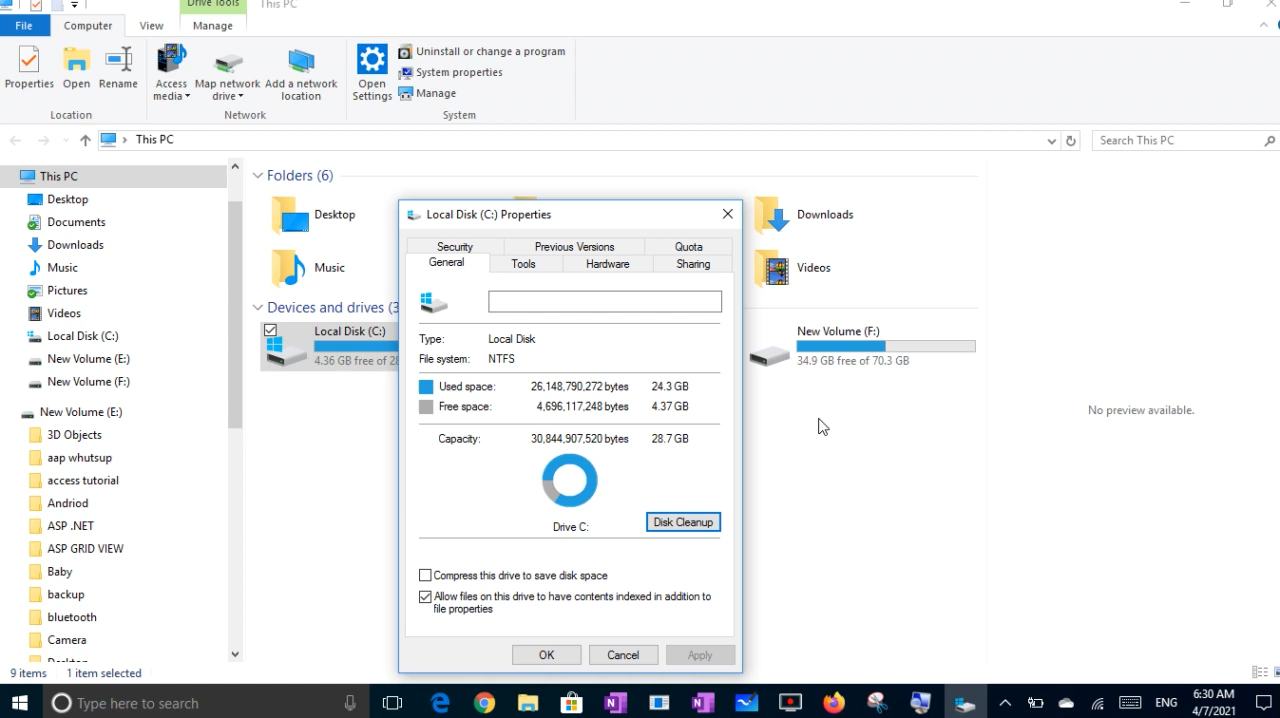 Drive Tools
This PC
File
Computer
View
Manage
Properties
Open
Rename
Access media
Map network drive
Add a network location
Open Settings
Uninstall or change a program
System properties
Manage
Location
Network
System
This PC
Search This PC
This PC
Desktop
Documents
Downloads
Music
Pictures
Videos
Local Disk (C:)
New Volume (E:)
New Volume (F:)
New Volume (E:)
3D Objects
aap whutsup
access tutorial
Andriod
ASP .NET
ASP GRID VIEW
Baby
backup
bluetooth
Camera
Folders (6)
Desktop
Downloads
Music
Videos
Devices and drives (3
Local Disk (C:)
4.36 GB free of 28
New Volume (F:)
34.9 GB free of 70.3 GB
No preview available.
Local Disk (C:) Properties
Security
Previous Versions
Quota
General
Tools
Hardware
Sharing
Type:
Local Disk
File system:
NTFS
Used space:
26,148,790,272 bytes
24.3 GB
Free space:
4,696,117,248 bytes
4.37 GB
Capacity:
30,844,907,520 bytes
28.7 GB
Drive C:
Disk Cleanup
Compress this drive to save disk space
Allow files on this drive to have contents indexed in addition to
file properties
OK
Cancel
Apply
9 items
1 item selected
Type here to search
ENG
6:30 AM
4/7/2021